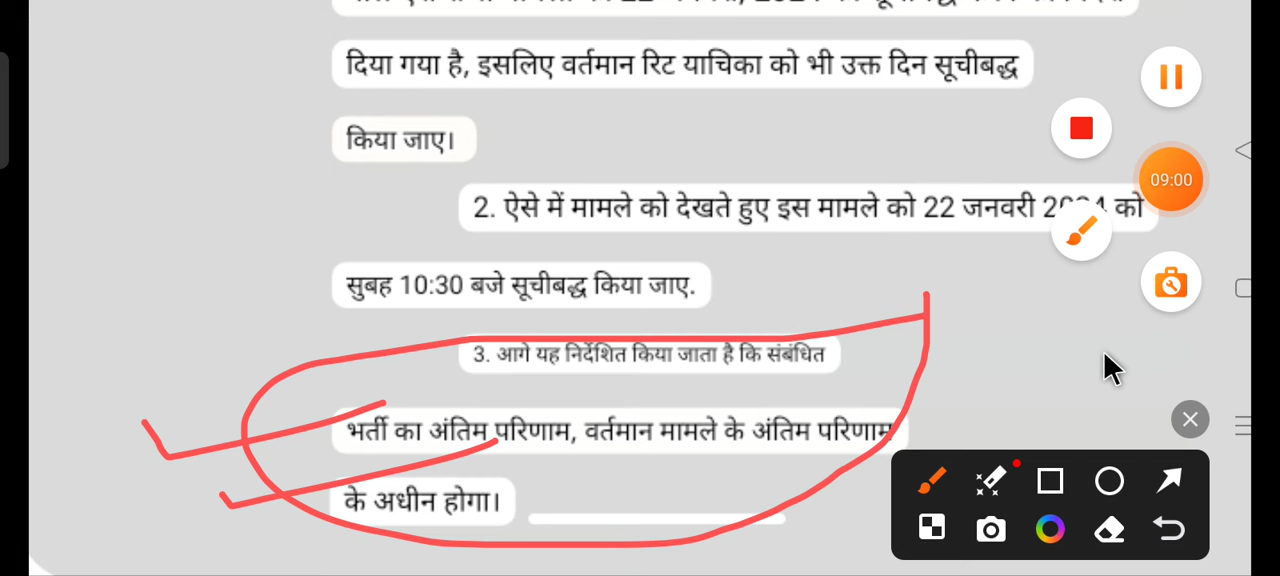 दिया गया है, इसलिए वर्तमान रिट याचिका को भी उक्त दिन सूचीबद्ध
किया जाए।
2. ऐसे में मामले को देखते हुए इस मामले को 22 जनवरी को
सुबह 10:30 बजे सूचीबद्ध किया जाए.
3. आगे यह निर्देशित किया जाता है कि संबंधित
भर्ती का अंतिम परिणाम, वर्तमान मामले के अंतिम परिणाम
के अधीन होगा।
09:00